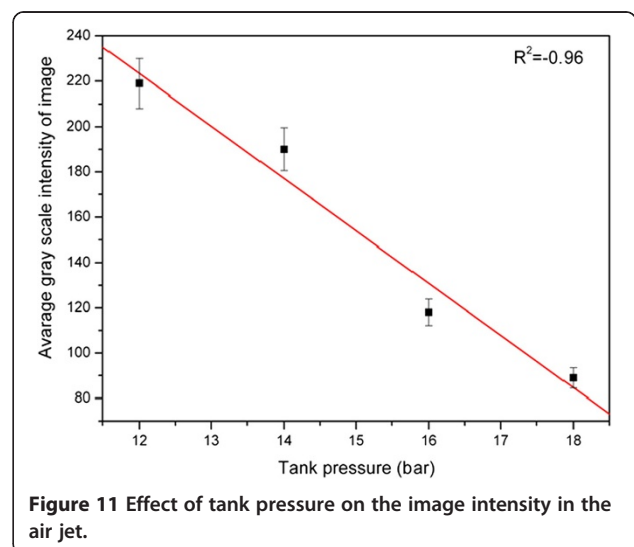 240
220
200
180
160
140
120
100
80
Avarage gray scale intensity of image
R²=-0.96
12 13 14 15 16 17 18
Tank pressure (bar)
Figure 11 Effect of tank pressure on the image intensity in the
air jet.